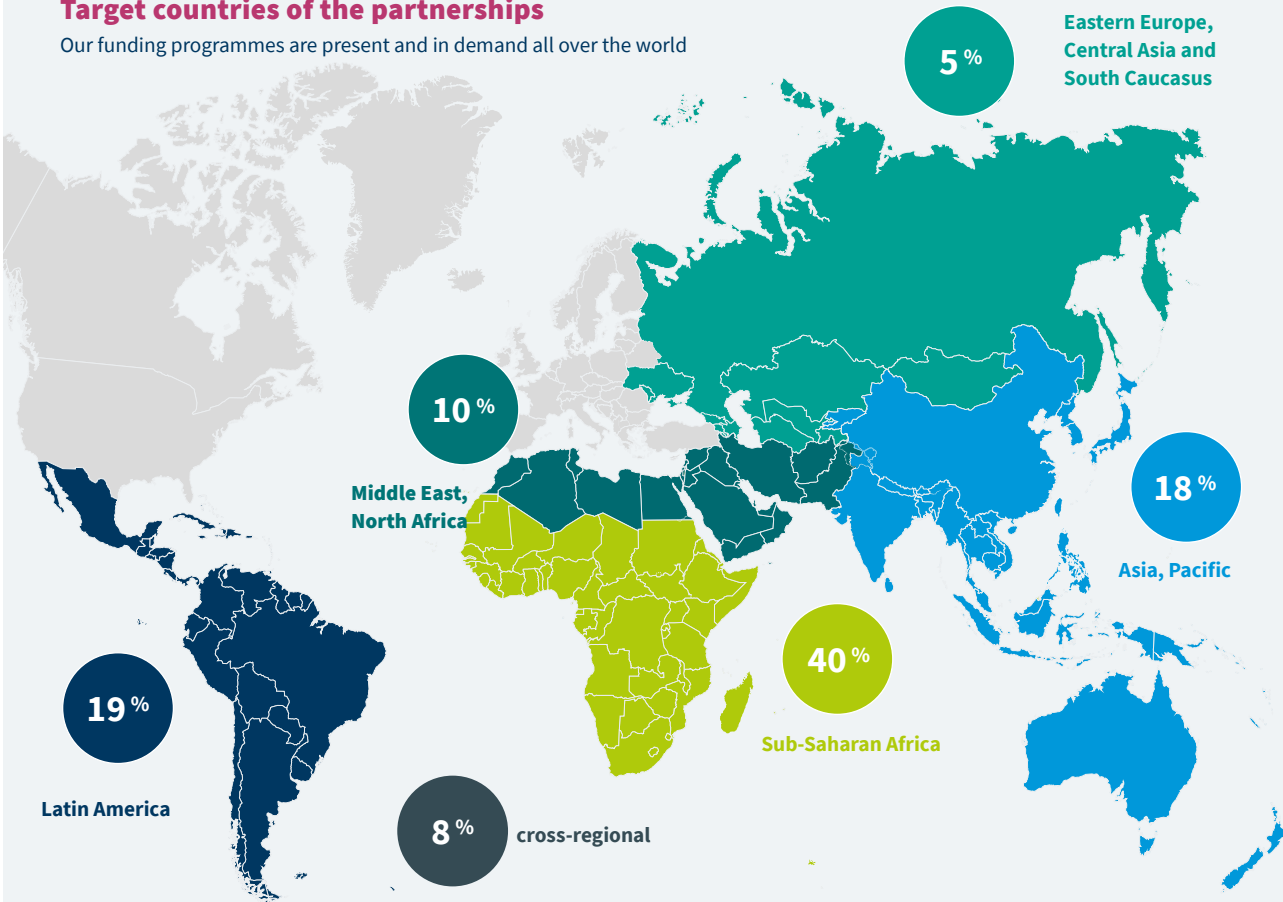 Target countries of the partnerships
Our funding programmes are present and in demand all over the world
5 %
Eastern Europe,
Central Asia and
South Caucasus
10 %
Middle East,
North Africa
18 %
Asia, Pacific
40 %
Sub-Saharan Africa
19 %
Latin America
8 %
cross-regional